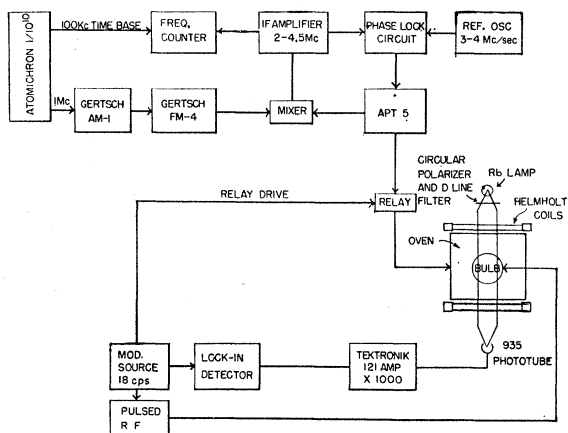 ATOMICHRON 1/10^10
100Kc TIME BASE
FREQ.
COUNTER
IF AMPLIFIER
2-4.5Mc
PHASE LOCK
CIRCUIT
REF. OSC
3-4 Mc/sec
1Mc
GERTSCH
AM-1
GERTSCH
FM-4
MIXER
APT 5
CIRCULAR
POLARIZER
AND D LINE
FILTER
Rb LAMP
RELAY DRIVE
RELAY
HELMHOLT
COILS
OVEN
BULB
935
PHOTOTUBE
MOD.
SOURCE
18 cps
LOCK-IN
DETECTOR
TEKTRONIK
121 AMP
X 1000
PULSED
R F